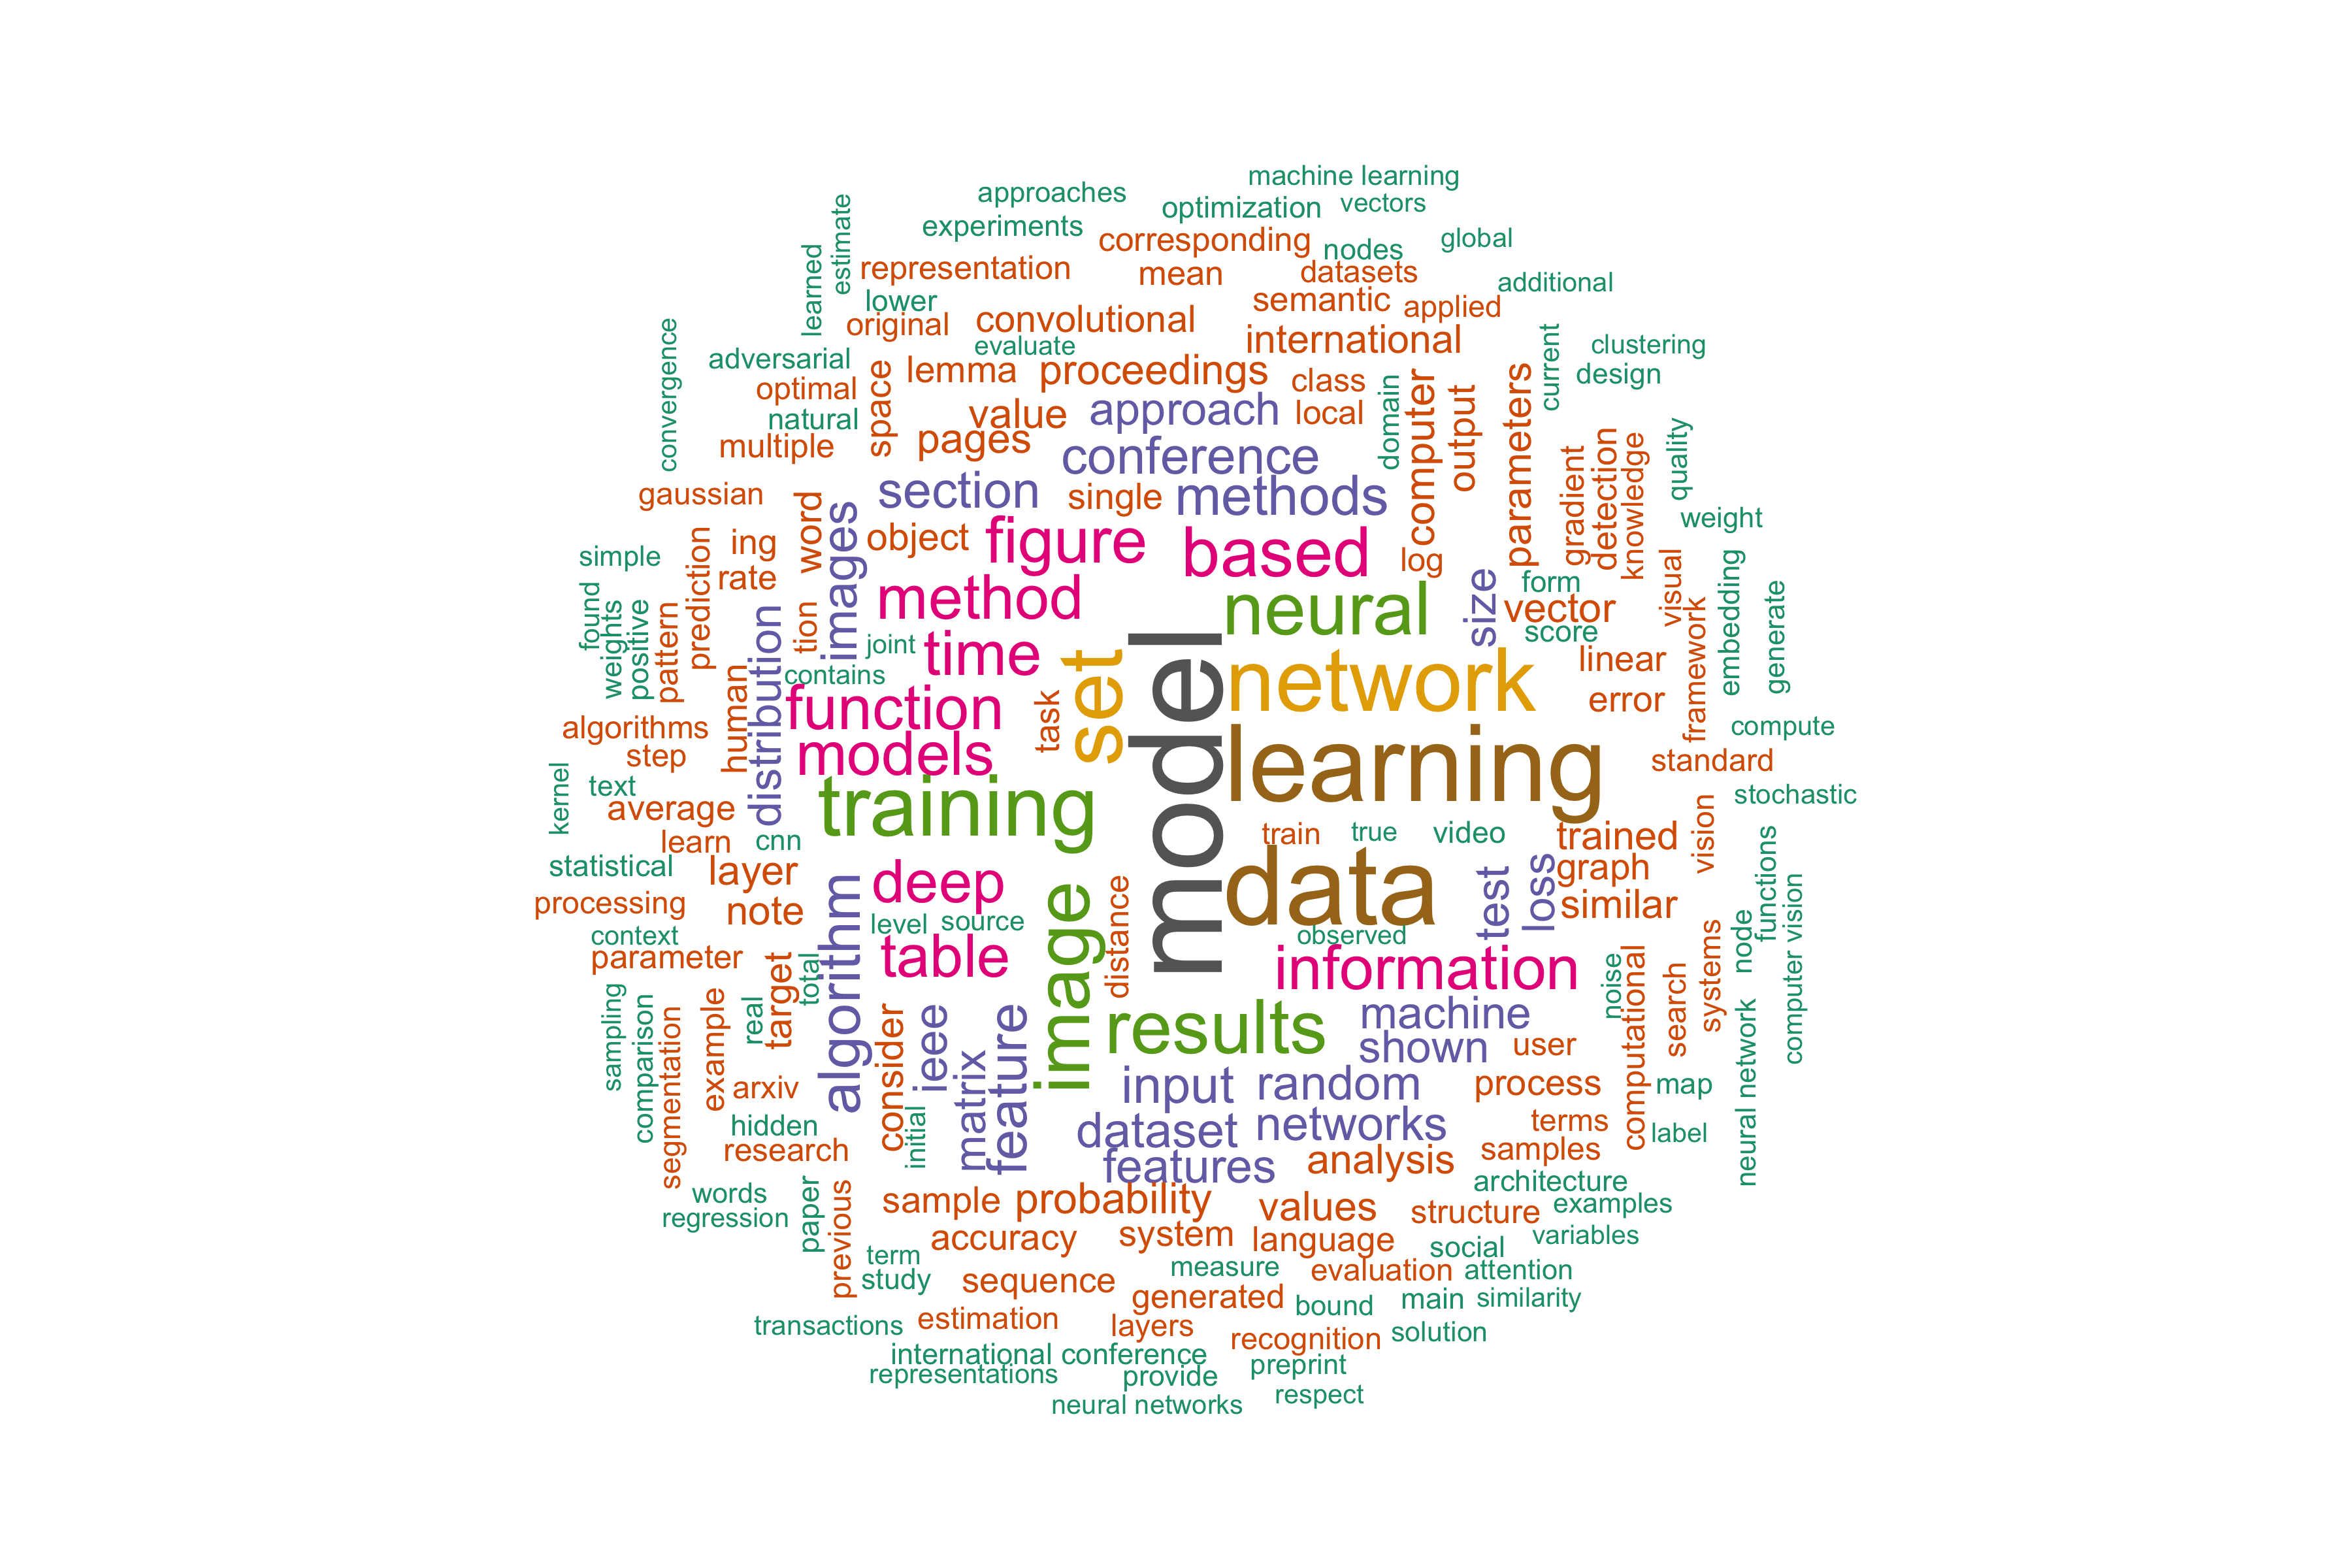 machine learning
approaches
optimization
vectors
experiments
corresponding
nodes
global
estimate
learned
representation
mean
datasets
additional
lower
semantic
applied
original
convolutional
international
evaluate
convergence
adversarial
current
clustering
optimal
space
lemma
proceedings
class
design
natural
value
approach
local
domain
computer
output
parameters
multiple
pages
conference
gradient
detection
knowledge
quality
gaussian
section
single
methods
weight
word
images
object
figure
based
log
ing
simple
prediction
rate
method
neural
size
form
vector
visual
embedding
generate
found
weights
positive
pattern
tion
joint
time
score
framework
distribution
contains
set
model
network
linear
human
function
task
error
algorithms
step
models
learning
compute
standard
kernel
text
average
training
stochastic
learn
cnn
train
true
video
trained
vision
functions
statistical
layer
deep
data
test
loss
graph
processing
note
algorithm
level
source
image
distance
observed
similar
node
computer vision
context
parameter
target
total
table
information
noise
computational
search
systems
sampling
comparison
segmentation
example
real
consider
ieee
feature
results
machine
shown
user
neural network
arxiv
matrix
input
random
process
map
hidden
initial
dataset
networks
terms
label
research
features
analysis
samples
words
paper
previous
sample
probability
values
architecture
structure
examples
regression
accuracy
system
language
social
variables
term
study
sequence
measure
evaluation
attention
generated
bound
main
similarity
transactions
estimation
layers
recognition
solution
international conference
representations
provide
preprint
neural networks
respect